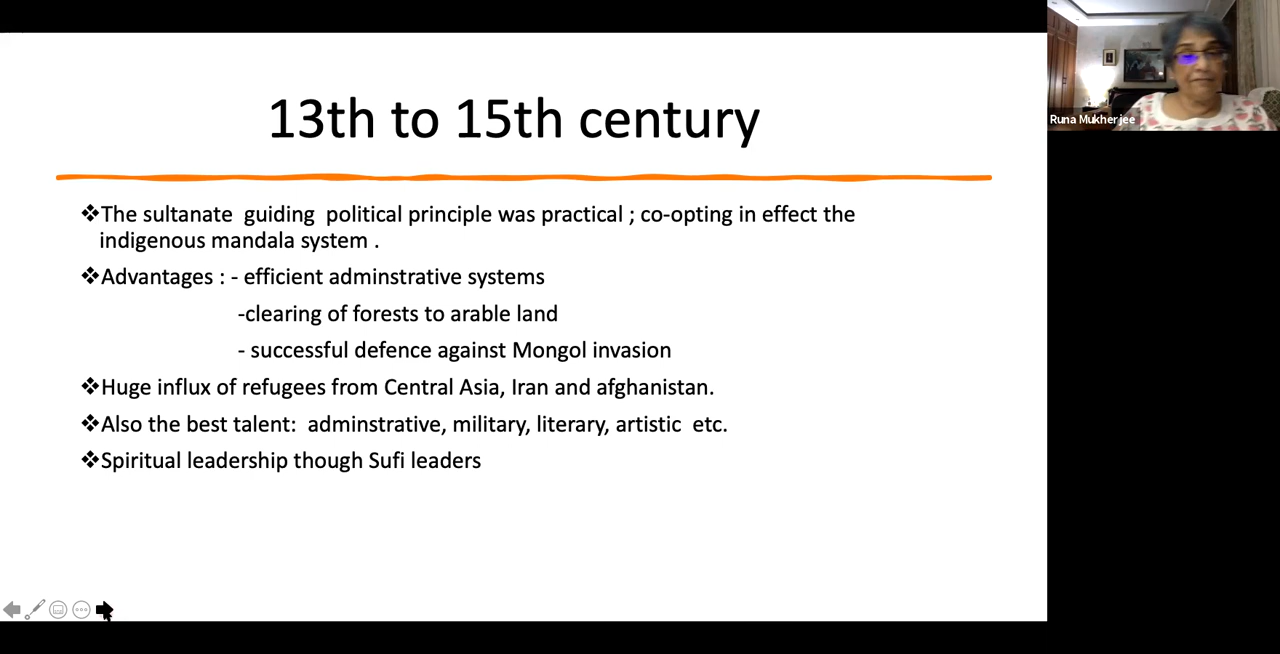 13th to 15th century
❖The sultanate guiding political principle was practical ; co-opting in effect the
indigenous mandala system .
❖Advantages : - efficient adminstrative systems
-clearing of forests to arable land
- successful defence against Mongol invasion
❖Huge influx of refugees from Central Asia, Iran and afghanistan.
❖Also the best talent: adminstrative, military, literary, artistic etc.
❖Spiritual leadership though Sufi leaders
Runa Mukherjee